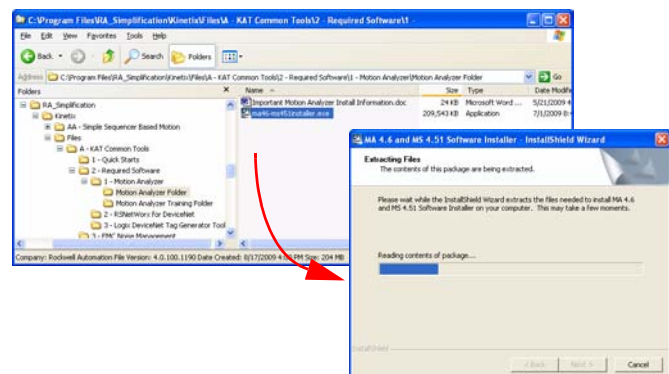 C:\Program Files\RA_Simplification\Kinetix\Files\A - KAT Common Tools\2 - Required Software\1 -
File Edit View Favorites Tools Help
Back Search Folders
Address C:\Program Files\RA_Simplification\Kinetix\Files\A - KAT Common Tools\2 - Required Software\1 - Motion Analyzer\Motion Analyzer Folder Go
Folders Name Size Type Date Modifie
RA_Simplification
Kinetix
AA - Simple Sequencer Based Motion
Files
A - KAT Common Tools
1 - Quick Starts
2 - Required Software
1 - Motion Analyzer
Motion Analyzer Folder
Motion Analyzer Training Folder
2 - RSNetWorx for DeviceNet
3 - Logix DeviceNet Tag Generator Tool
3 - EMC Noise Management
Important Motion Analyzer Install Information.doc 24 KB Microsoft Word ... 5/21/2009 4
ma46-ms451installer.exe 209,543 KB Application 7/1/2009 8:
Company: Rockwell Automation File Version: 4.0.100.1190 Date Created: 8/17/2009 4:02 PM Size: 204 MB
MA 4.6 and MS 4.51 Software Installer - InstallShield Wizard
Extracting Files
The contents of this package are being extracted.
Please wait while the InstallShield Wizard extracts the files needed to install MA 4.6
and MS 4.51 Software Installer on your computer. This may take a few moments.
Reading contents of package...
InstallShield
< Back Next > Cancel